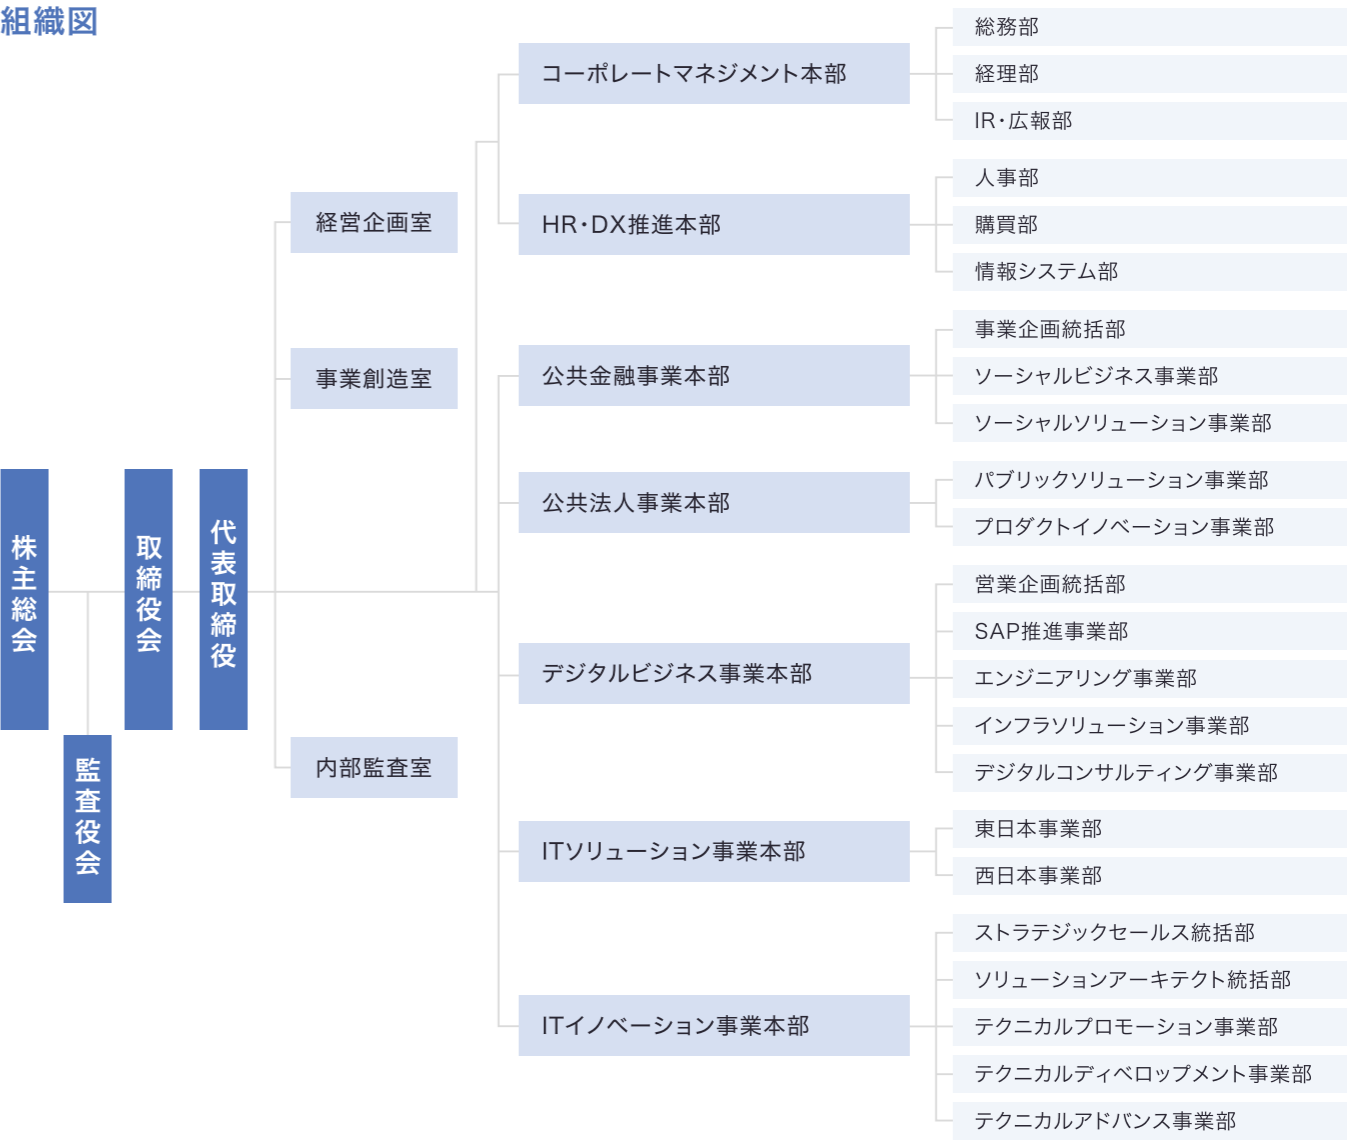 組織図
株主総会
監査役会
取締役会
代表取締役
経営企画室
事業創造室
内部監査室
コーポレートマネジメント本部
総務部
経理部
IR・広報部
HR・DX推進本部
人事部
購買部
情報システム部
公共金融事業本部
事業企画統括部
ソーシャルビジネス事業部
ソーシャルソリューション事業部
公共法人事業本部
パブリックソリューション事業部
プロダクトイノベーション事業部
デジタルビジネス事業本部
営業企画統括部
SAP推進事業部
エンジニアリング事業部
インフラソリューション事業部
デジタルコンサルティング事業部
ITソリューション事業本部
東日本事業部
西日本事業部
ITイノベーション事業本部
ストラテジックセールス統括部
ソリューションアーキテクト統括部
テクニカルプロモーション事業部
テクニカルディベロップメント事業部
テクニカルアドバンス事業部